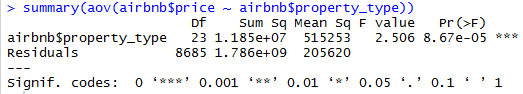 > summary(aov(airbnb$price ~ airbnb$property_type))
Df Sum Sq Mean Sq F value Pr(>F)
airbnb$property_type 23 1.185e+07 515253 2.506 8.67e-05 ***
Residuals 8685 1.786e+09 205620
---
Signif. codes: 0 ‘***’ 0.001 ‘**’ 0.01 ‘*’ 0.05 ‘.’ 0.1 ‘ ’ 1